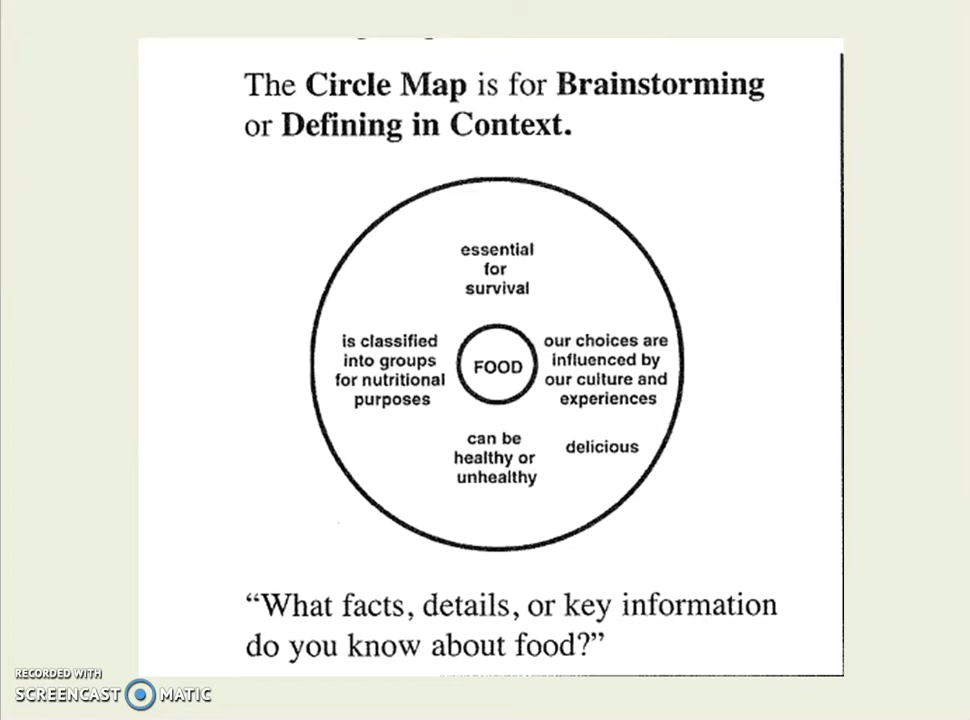 The Circle Map is for Brainstorming
or Defining in Context.
essential
for
survival
is classified
into groups
for nutritional
purposes
FOOD
our choices are
influenced by
our culture and
experiences
can be
healthy or
unhealthy
delicious
“What facts, details, or key information
do you know about food?”
RECORDED WITH
SCREENCAST MATIC